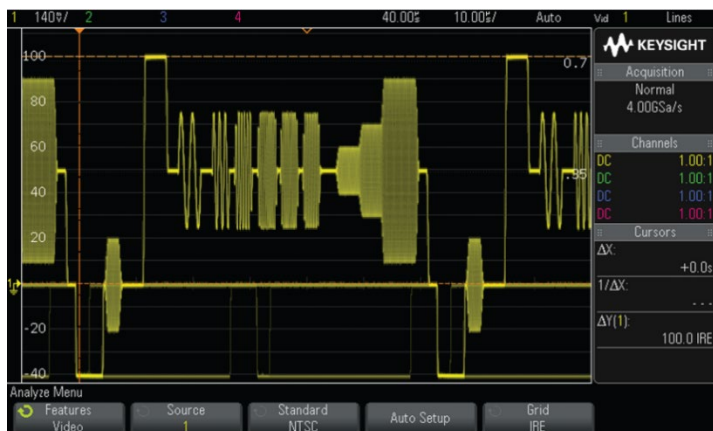 1 140▽/ 2 3 4 40.00s 10.00s/ Auto Vid 1 Lines
KEYSIGHT
Acquisition
Normal
4.00GSa/s
Channels
DC 1.00:1
DC 1.00:1
DC 1.00:1
DC 1.00:1
Cursors
ΔX:
+0.0s
1/ΔX:
---
ΔY(1):
100.0 IRE
100
0.7
80
60
.35
40
20
1
-20
-40
Analyze Menu
Features
Video
Source
1
Standard
NTSC
Auto Setup
Grid
IRE